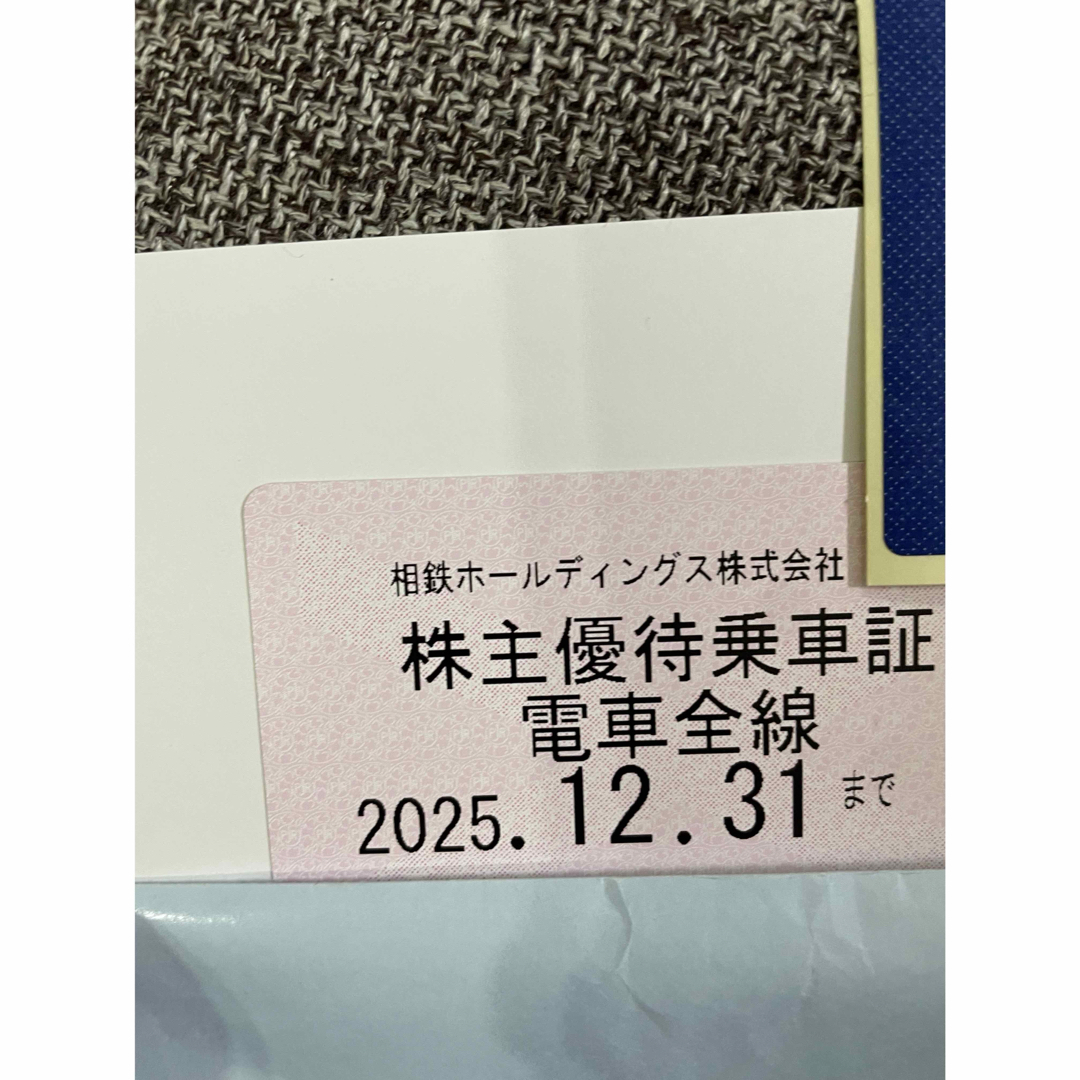 相鉄ホールディングス株式会社
株主優待乗車証
電車全線
2025.12.31まで